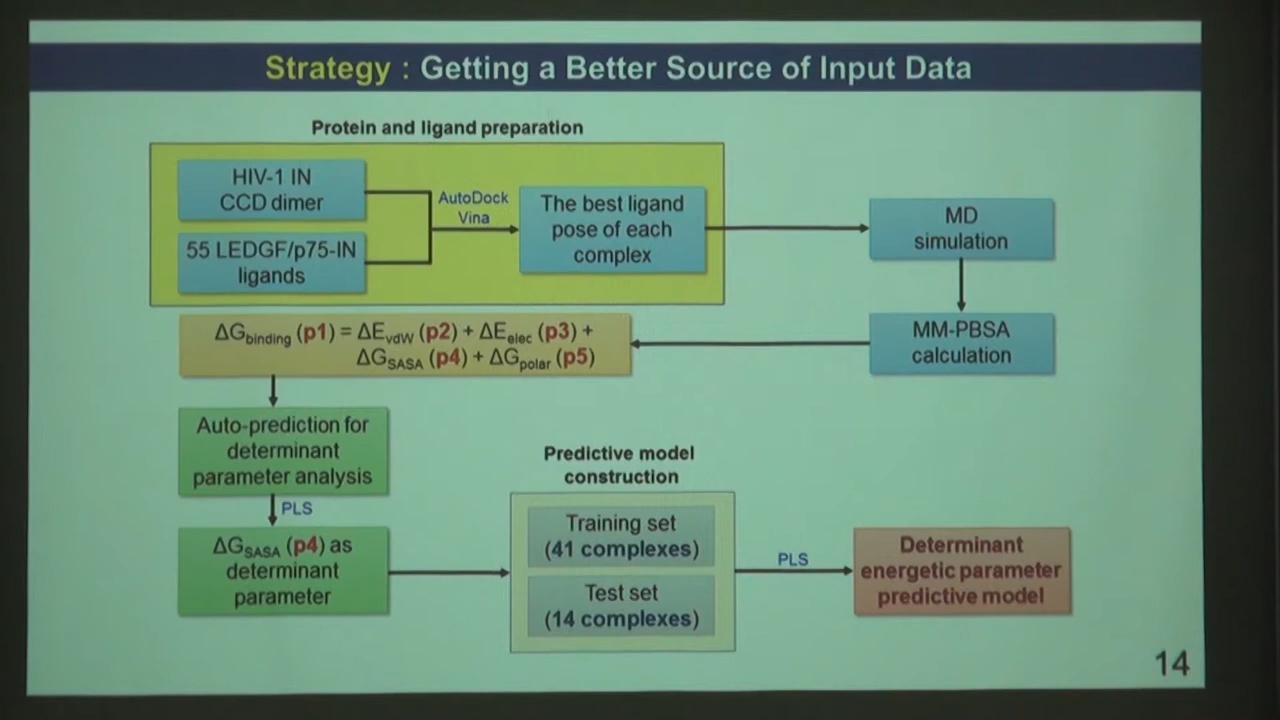 Strategy : Getting a Better Source of Input Data
Protein and ligand preparation
HIV-1 IN
CCD dimer
55 LEDGF/p75-IN
ligands
AutoDock
Vina
The best ligand
pose of each
complex
MD
simulation
MM-PBSA
calculation
ΔGbinding (p1) = ΔEvdW (p2) + ΔEelec (p3) +
ΔGSASA (p4) + ΔGpolar (p5)
Auto-prediction for
determinant
parameter analysis
PLS
ΔGSASA (p4) as
determinant
parameter
Predictive model
construction
Training set
(41 complexes)
Test set
(14 complexes)
PLS
Determinant
energetic parameter
predictive model
14